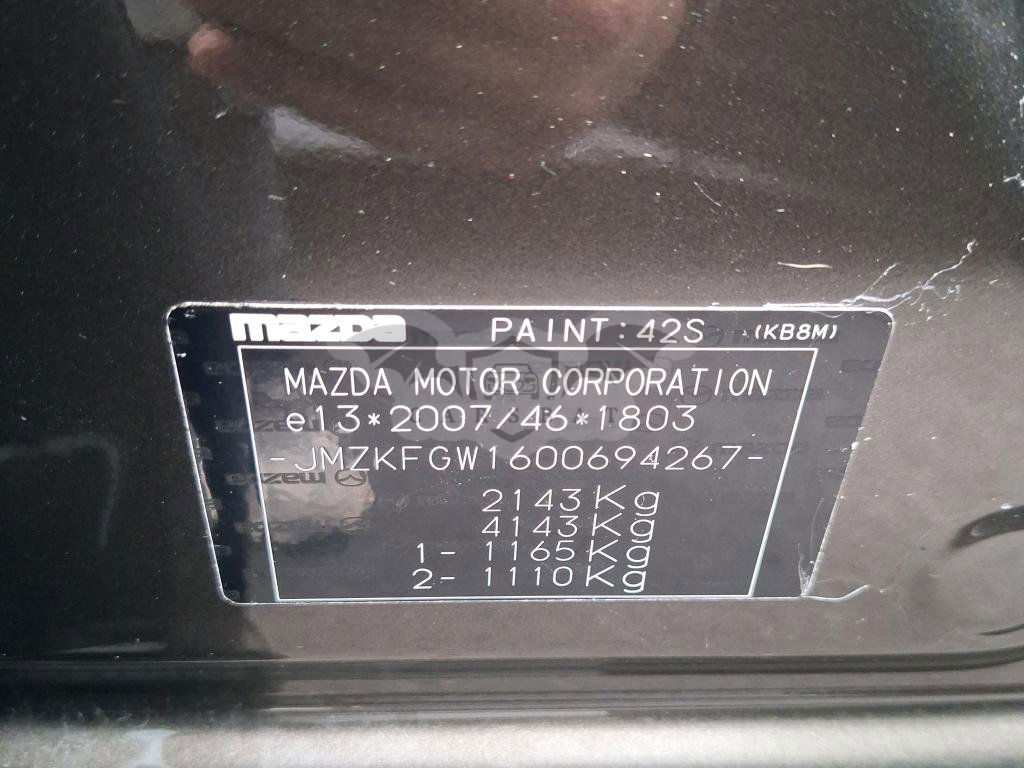 mazda PAINT:42S (KB8M)
MAZDA MOTOR CORPORATION
e13*2007/46*1803
-JMZKFGW1600694267-
2143Kg
4143Kg
1- 1165Kg
2- 1110Kg